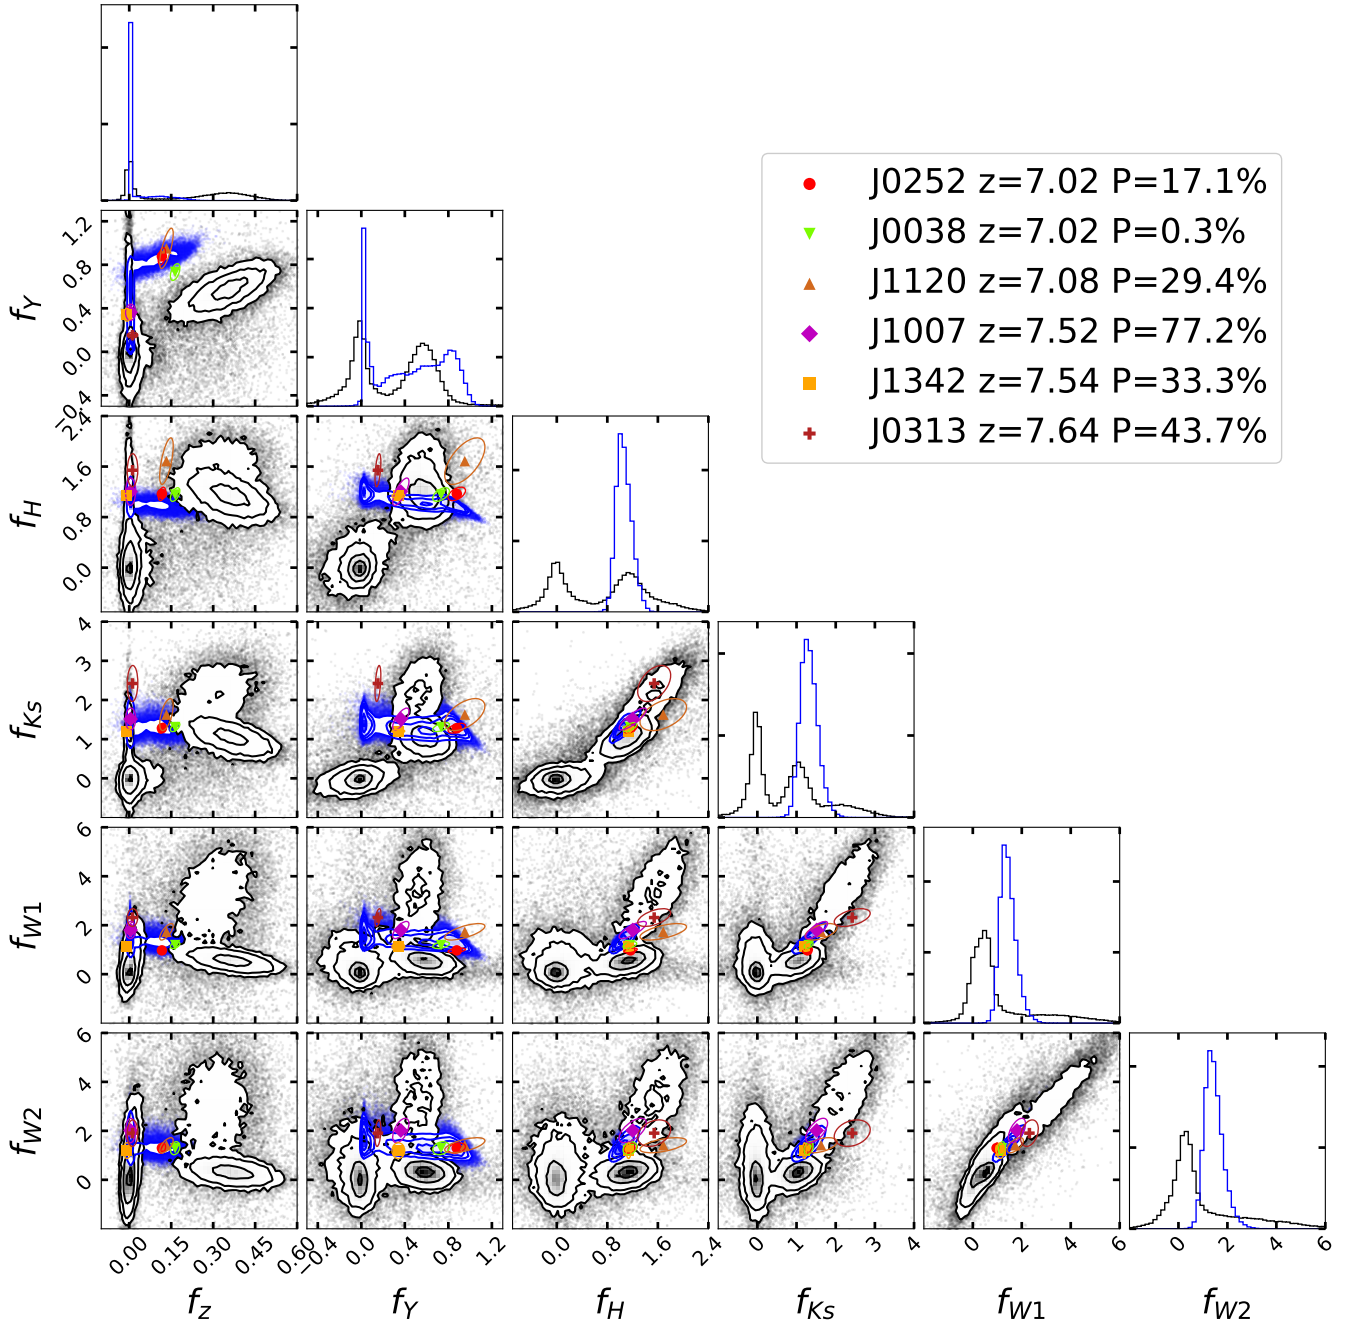 J0252 z=7.02 P=17.1%
J0038 z=7.02 P=0.3%
J1120 z=7.08 P=29.4%
J1007 z=7.52 P=77.2%
J1342 z=7.54 P=33.3%
J0313 z=7.64 P=43.7%
f_Y
1.2
0.8
0.4
0.0
−0.4
f_H
2.4
1.6
0.8
0.0
f_Ks
4
3
2
1
0
f_W1
6
4
2
0
f_W2
6
4
2
0
0.00 0.15 0.30 0.45 0.60
−0.4 0.0 0.4 0.8 1.2
0.0 0.8 1.6 2.4
0 1 2 3 4
0 2 4 6
0 2 4 6
f_z f_Y f_H f_Ks f_W1 f_W2